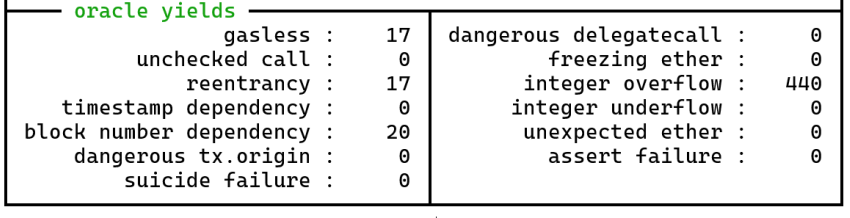 oracle yields
gasless : 17 dangerous delegatecall : 0
unchecked call : 0 freezing ether : 0
reentrancy : 17 integer overflow : 440
timestamp dependency : 0 integer underflow : 0
block number dependency : 20 unexpected ether : 0
dangerous tx.origin : 0 assert failure : 0
suicide failure : 0